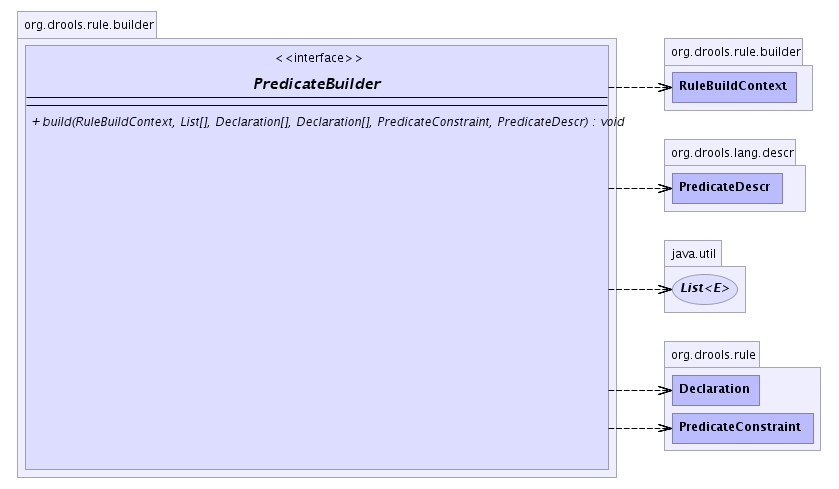 org.drools.rule.builder
<<interface>>
PredicateBuilder
+ build(RuleBuildContext, List[], Declaration[], Declaration[], PredicateConstraint, PredicateDescr) : void
org.drools.rule.builder
RuleBuildContext
org.drools.lang.descr
PredicateDescr
java.util
List<E>
org.drools.rule
Declaration
PredicateConstraint